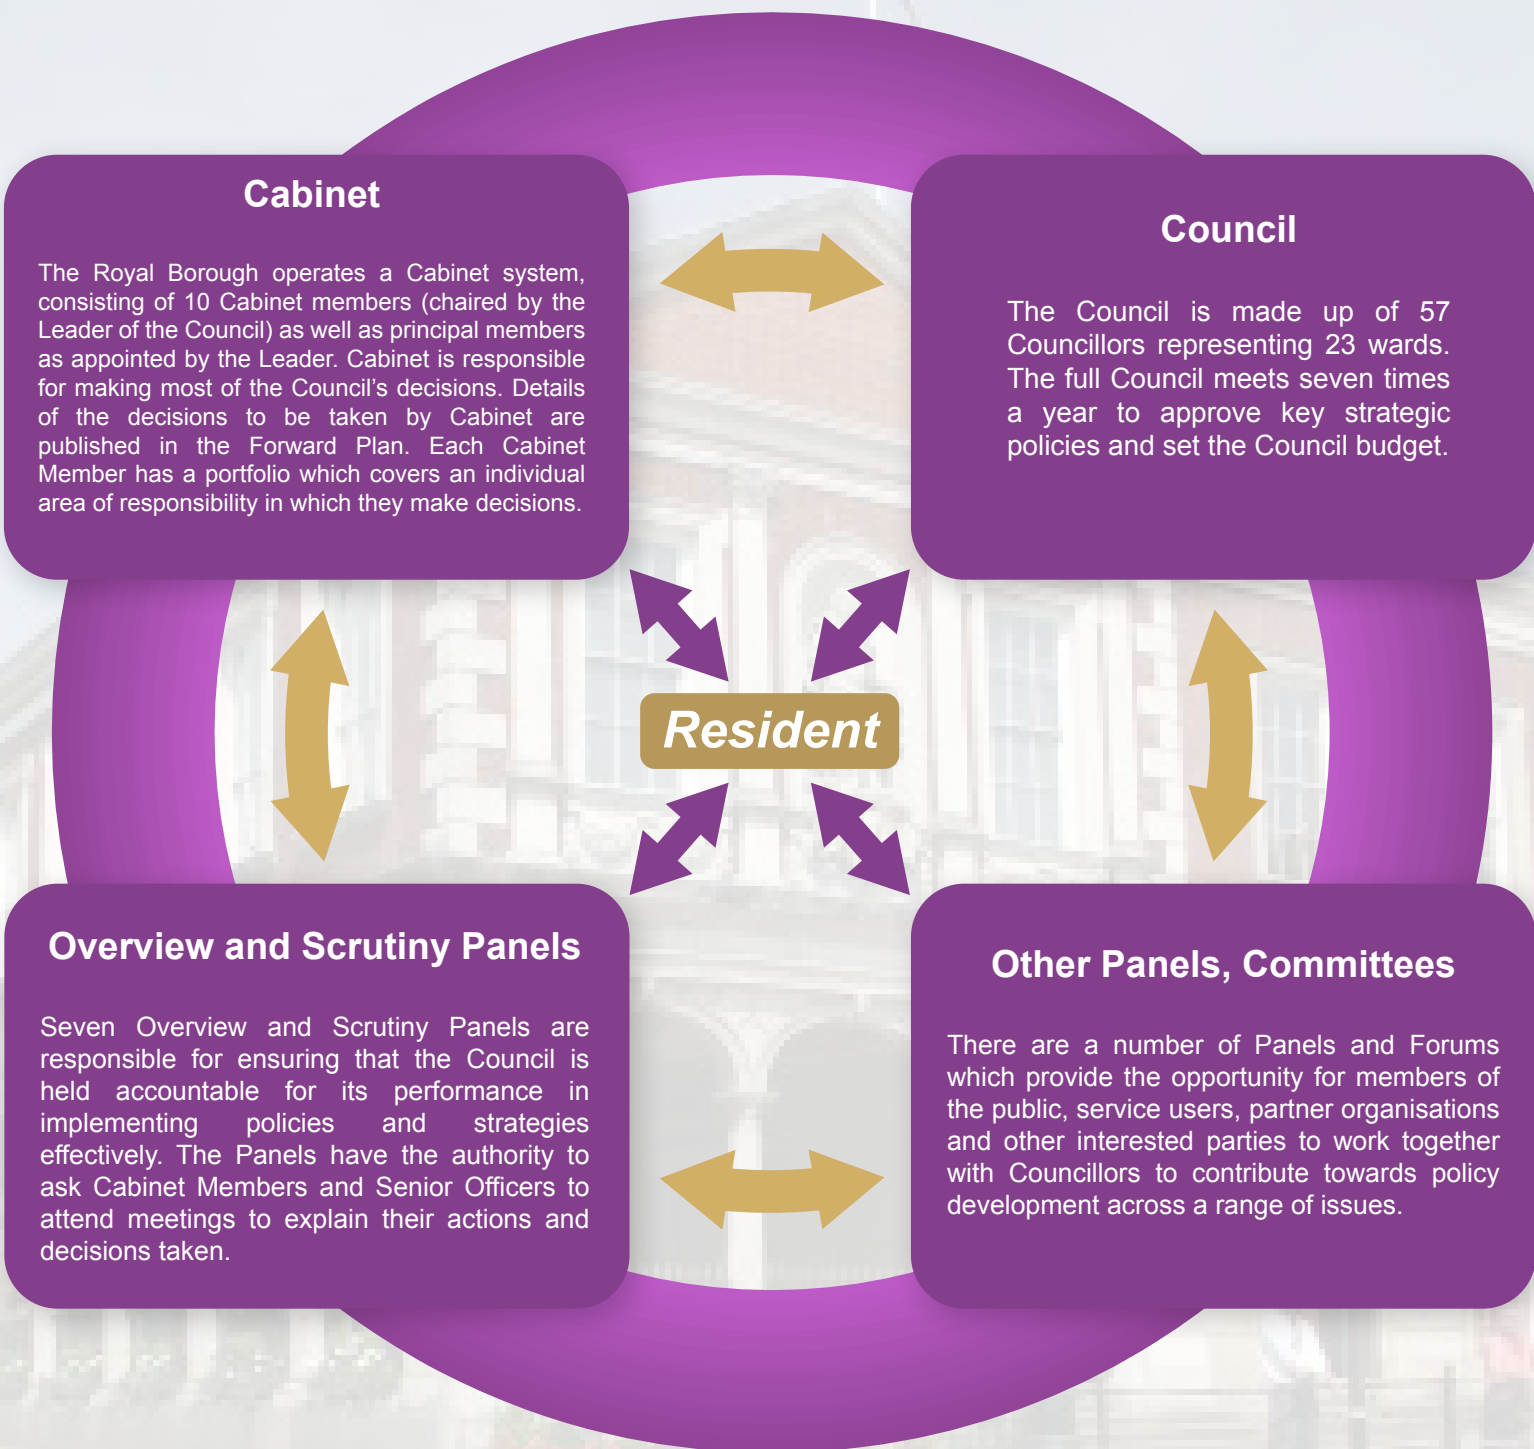 Cabinet
The Royal Borough operates a Cabinet system,
consisting of 10 Cabinet members (chaired by the
Leader of the Council) as well as principal members
as appointed by the Leader. Cabinet is responsible
for making most of the Council’s decisions. Details
of the decisions to be taken by Cabinet are
published in the Forward Plan. Each Cabinet
Member has a portfolio which covers an individual
area of responsibility in which they make decisions.
Council
The Council is made up of 57
Councillors representing 23 wards.
The full Council meets seven times
a year to approve key strategic
policies and set the Council budget.
Resident
Overview and Scrutiny Panels
Seven Overview and Scrutiny Panels are
responsible for ensuring that the Council is
held accountable for its performance in
implementing policies and strategies
effectively. The Panels have the authority to
ask Cabinet Members and Senior Officers to
attend meetings to explain their actions and
decisions taken.
Other Panels, Committees
There are a number of Panels and Forums
which provide the opportunity for members of
the public, service users, partner organisations
and other interested parties to work together
with Councillors to contribute towards policy
development across a range of issues.